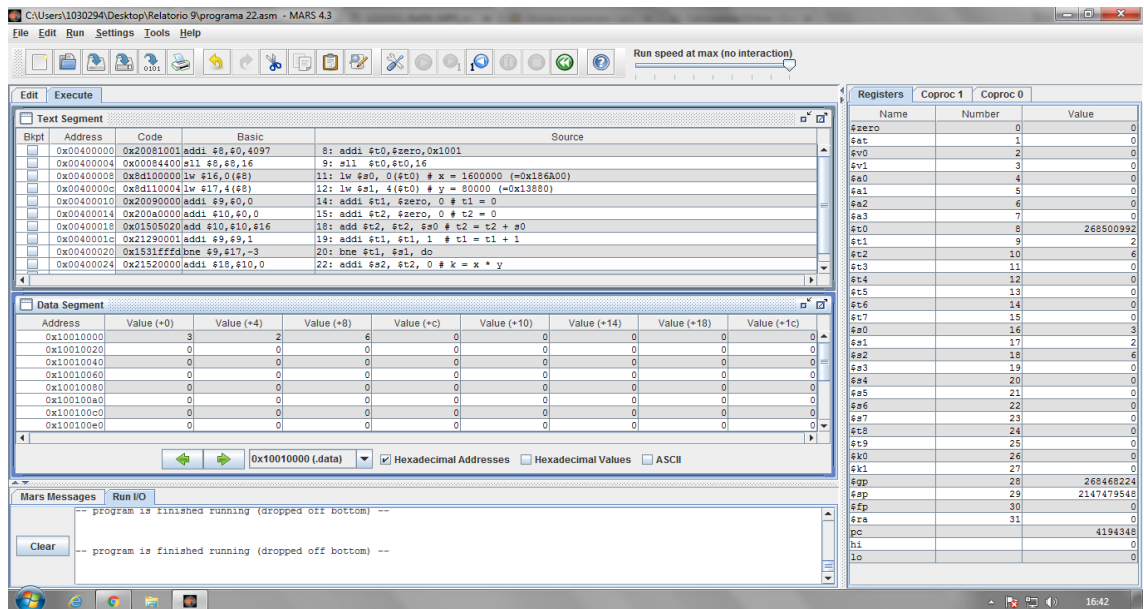 C:\Users\1030294\Desktop\Relatorio 9\programa 22.asm - MARS 4.3
File Edit Run Settings Tools Help
Run speed at max (no interaction)
Edit Execute
Text Segment
Bkpt Address Code Basic Source
0x00400000 0x20081001 addi $8,$0,4097 8: addi $t0,$zero,0x1001
0x00400004 0x00084400 sll $8,$8,16 9: sll $t0,$t0,16
0x00400008 0x8d100000 lw $16,0($8) 11: lw $s0, 0($t0) # x = 1600000 (=0x186A00)
0x0040000c 0x8d110004 lw $17,4($8) 12: lw $s1, 4($t0) # y = 80000 (=0x13880)
0x00400010 0x20090000 addi $9,$0,0 14: addi $t1, $zero, 0 # t1 = 0
0x00400014 0x200a0000 addi $10,$0,0 15: addi $t2, $zero, 0 # t2 = 0
0x00400018 0x01505020 add $10,$10,$16 18: add $t2, $t2, $s0 # t2 = t2 + s0
0x0040001c 0x21290001 addi $9,$9,1 19: addi $t1, $t1, 1 # t1 = t1 + 1
0x00400020 0x1531fffd bne $9,$17,-3 20: bne $t1, $s1, do
0x00400024 0x21520000 addi $18,$10,0 22: addi $s2, $t2, 0 # k = x * y
Data Segment
Address Value (+0) Value (+4) Value (+8) Value (+c) Value (+10) Value (+14) Value (+18) Value (+1c)
0x10010000 3 2 6 0 0 0 0 0
0x10010020 0 0 0 0 0 0 0 0
0x10010040 0 0 0 0 0 0 0 0
0x10010060 0 0 0 0 0 0 0 0
0x10010080 0 0 0 0 0 0 0 0
0x100100a0 0 0 0 0 0 0 0 0
0x100100c0 0 0 0 0 0 0 0 0
0x100100e0 0 0 0 0 0 0 0 0
0x10010000 (.data) Hexadecimal Addresses Hexadecimal Values ASCII
Mars Messages Run I/O
-- program is finished running (dropped off bottom) --
Clear
-- program is finished running (dropped off bottom) --
Registers Coproc 1 Coproc 0
Name Number Value
$zero 0 0
$at 1 1
$v0 2 0
$v1 3 0
$a0 4 0
$a1 5 0
$a2 6 0
$a3 7 0
$t0 8 268500992
$t1 9 2
$t2 10 6
$t3 11 0
$t4 12 0
$t5 13 0
$t6 14 0
$t7 15 0
$s0 16 3
$s1 17 2
$s2 18 6
$s3 19 0
$s4 20 0
$s5 21 0
$s6 22 0
$s7 23 0
$t8 24 0
$t9 25 0
$k0 26 0
$k1 27 0
$gp 28 268468224
$sp 29 2147479548
$fp 30 0
$ra 31 0
pc 4194348
hi 0
lo 0
16:42